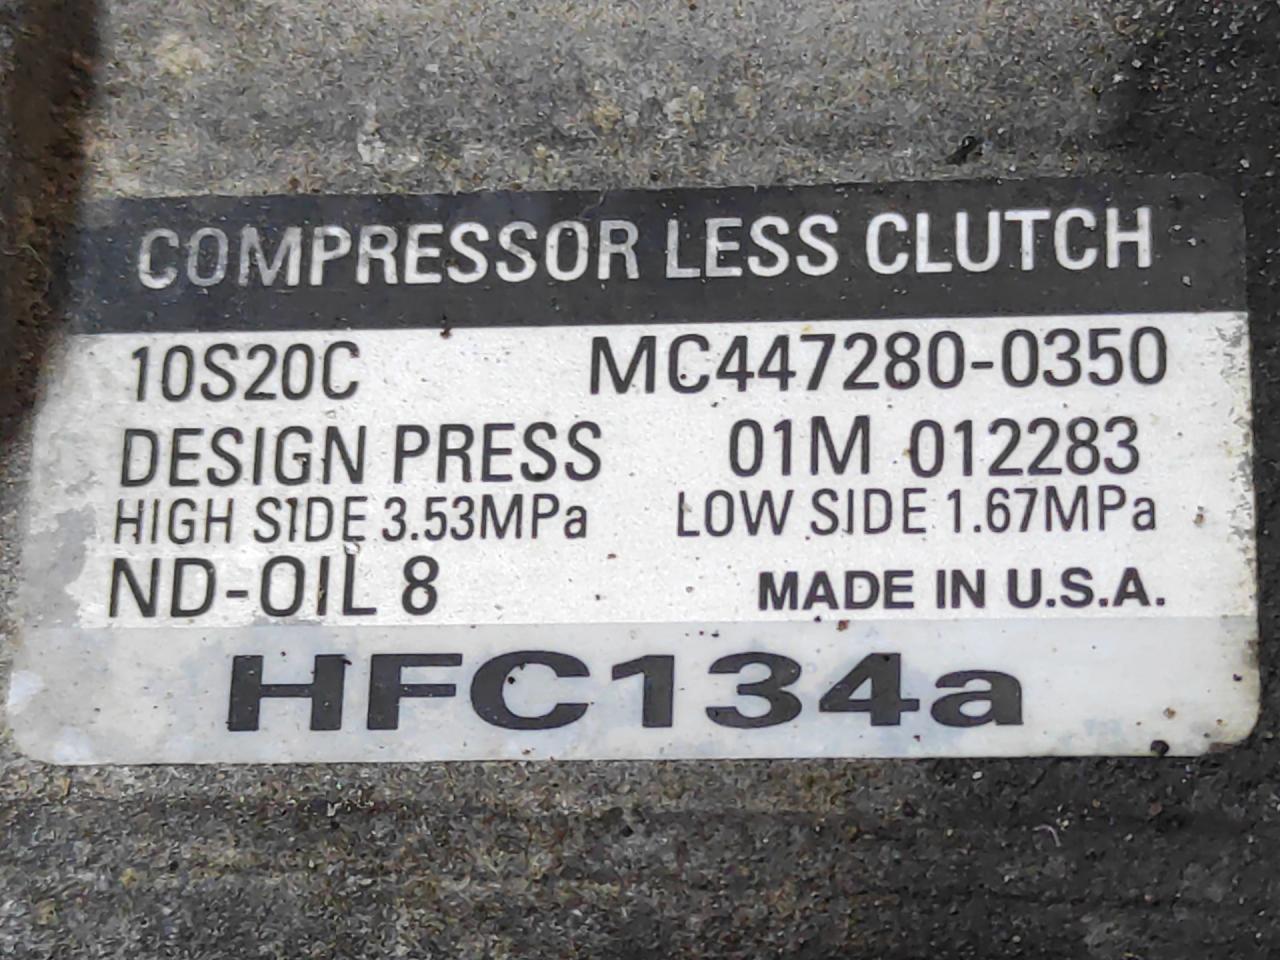 COMPRESSOR LESS CLUTCH
10S20C MC447280-0350
DESIGN PRESS 01M 012283
HIGH SIDE 3.53MPa LOW SIDE 1.67MPa
ND-OIL 8 MADE IN U.S.A.
HFC134a